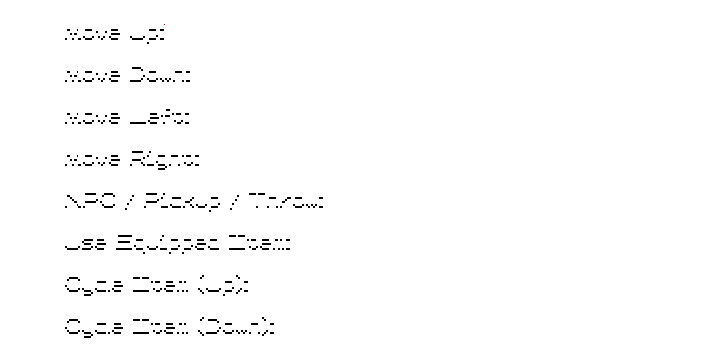 Move Up:
Move Down:
Move Left:
Move Right:
NPC / Pickup / Throw:
Use Equipped Item:
Cycle Item (Up):
Cycle Item (Down):